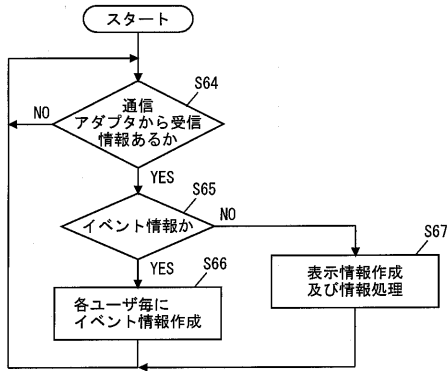 スタート
S64
通信
アダプタから受信
情報あるか
NO
YES
S65
イベント情報か
NO
YES
S66
各ユーザ毎に
イベント情報作成
S67
表示情報作成
及び情報処理